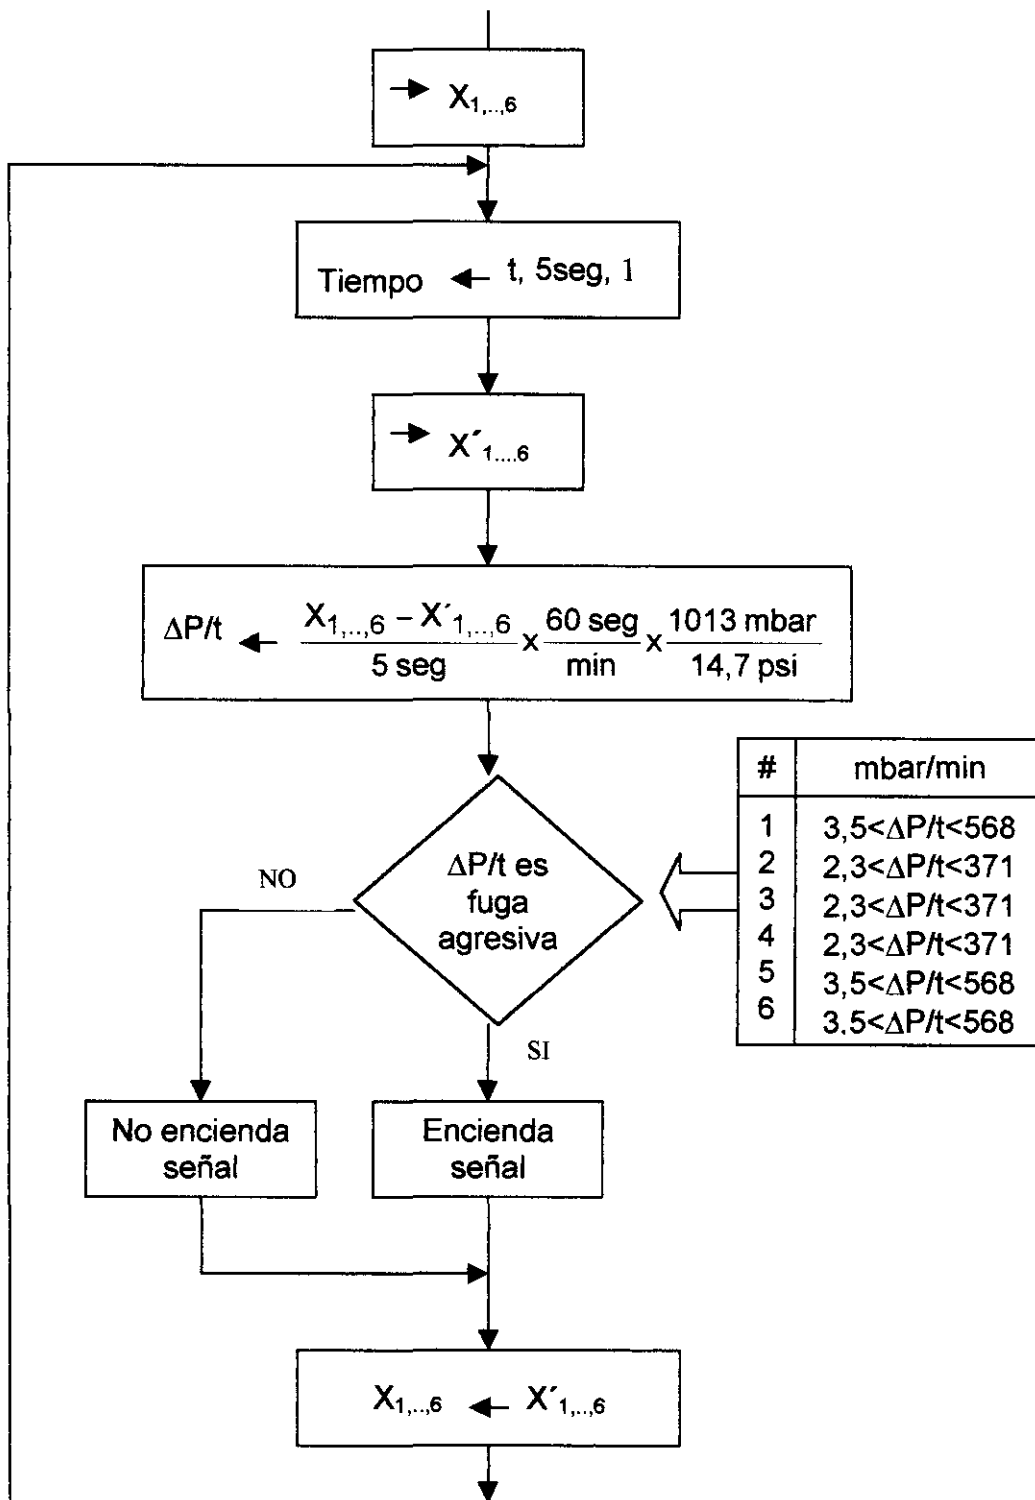 → X1,..,6
Tiempo ← t, 5seg, 1
→ X´1....6
ΔP/t ← X1,..,6 – X´1,..,6 / 5 seg x 60 seg / min x 1013 mbar / 14,7 psi
# mbar/min
1 3,5<ΔP/t<568
2 2,3<ΔP/t<371
3 2,3<ΔP/t<371
4 2,3<ΔP/t<371
5 3,5<ΔP/t<568
6 3.5<ΔP/t<568
ΔP/t es
fuga
agresiva
NO
SI
No encienda
señal
Encienda
señal
X1,..,6 ← X´1,..,6